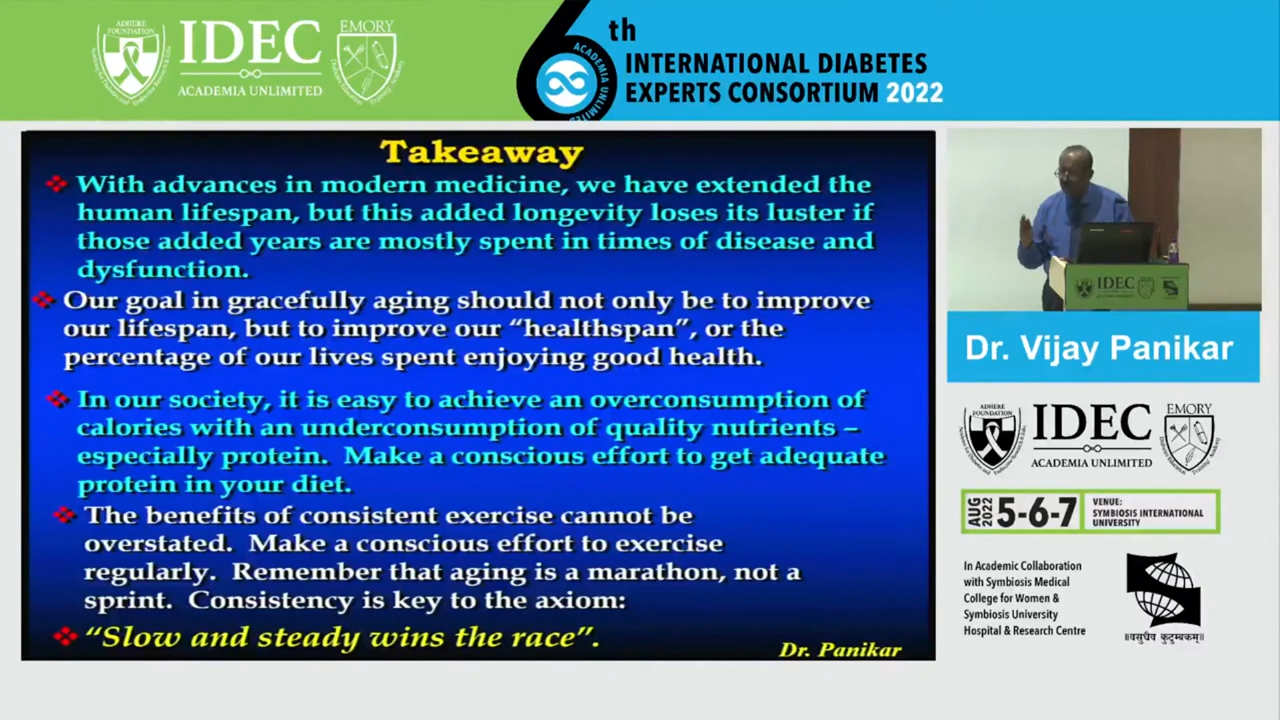 ADHERE
FOUNDATION
IDEC
ACADEMIA UNLIMITED
EMORY
6th
ACADEMIA UNLIMITED
INTERNATIONAL DIABETES
EXPERTS CONSORTIUM 2022
Takeaway
With advances in modern medicine, we have extended the
human lifespan, but this added longevity loses its luster if
those added years are mostly spent in times of disease and
dysfunction.
Our goal in gracefully aging should not only be to improve
our lifespan, but to improve our “healthspan”, or the
percentage of our lives spent enjoying good health.
In our society, it is easy to achieve an overconsumption of
calories with an underconsumption of quality nutrients –
especially protein. Make a conscious effort to get adequate
protein in your diet.
The benefits of consistent exercise cannot be
overstated. Make a conscious effort to exercise
regularly. Remember that aging is a marathon, not a
sprint. Consistency is key to the axiom:
“Slow and steady wins the race”.
Dr. Panikar
IDEC
Dr. Vijay Panikar
ADHERE
FOUNDATION
IDEC
ACADEMIA UNLIMITED
EMORY
AUG 2022
5-6-7
VENUE:
SYMBIOSIS INTERNATIONAL
UNIVERSITY
In Academic Collaboration
with Symbiosis Medical
College for Women &
Symbiosis University
Hospital & Research Centre
॥वसुधैव कुटुम्बकम्॥